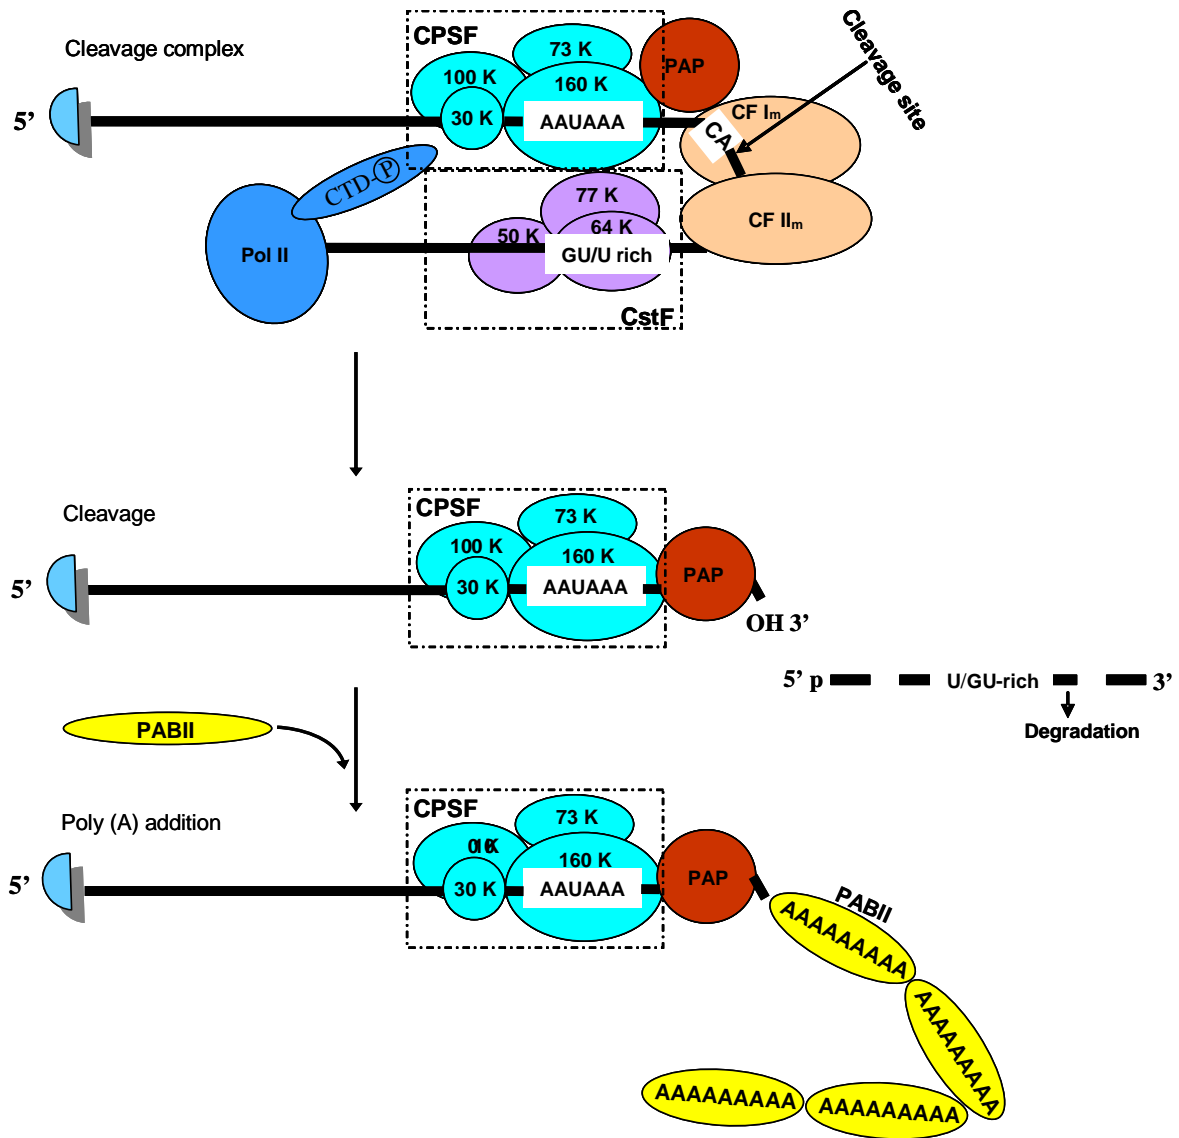 Cleavage complex
CPSF
73 K
100 K
160 K
30 K
AAUAAA
PAP
Cleavage site
5’
CF Im
CA
CTD-P
Pol II
77 K
50 K
64 K
GU/U rich
CF IIm
CstF
Cleavage
CPSF
73 K
100 K
160 K
30 K
AAUAAA
PAP
5’
OH 3’
5’ p
U/GU-rich
3’
Degradation
PABII
Poly (A) addition
CPSF
73 K
160 K
30 K
AAUAAA
PAP
5’
PABII
AAAAAAAAA
AAAAAAAAA
AAAAAAAAA
AAAAAAAAA